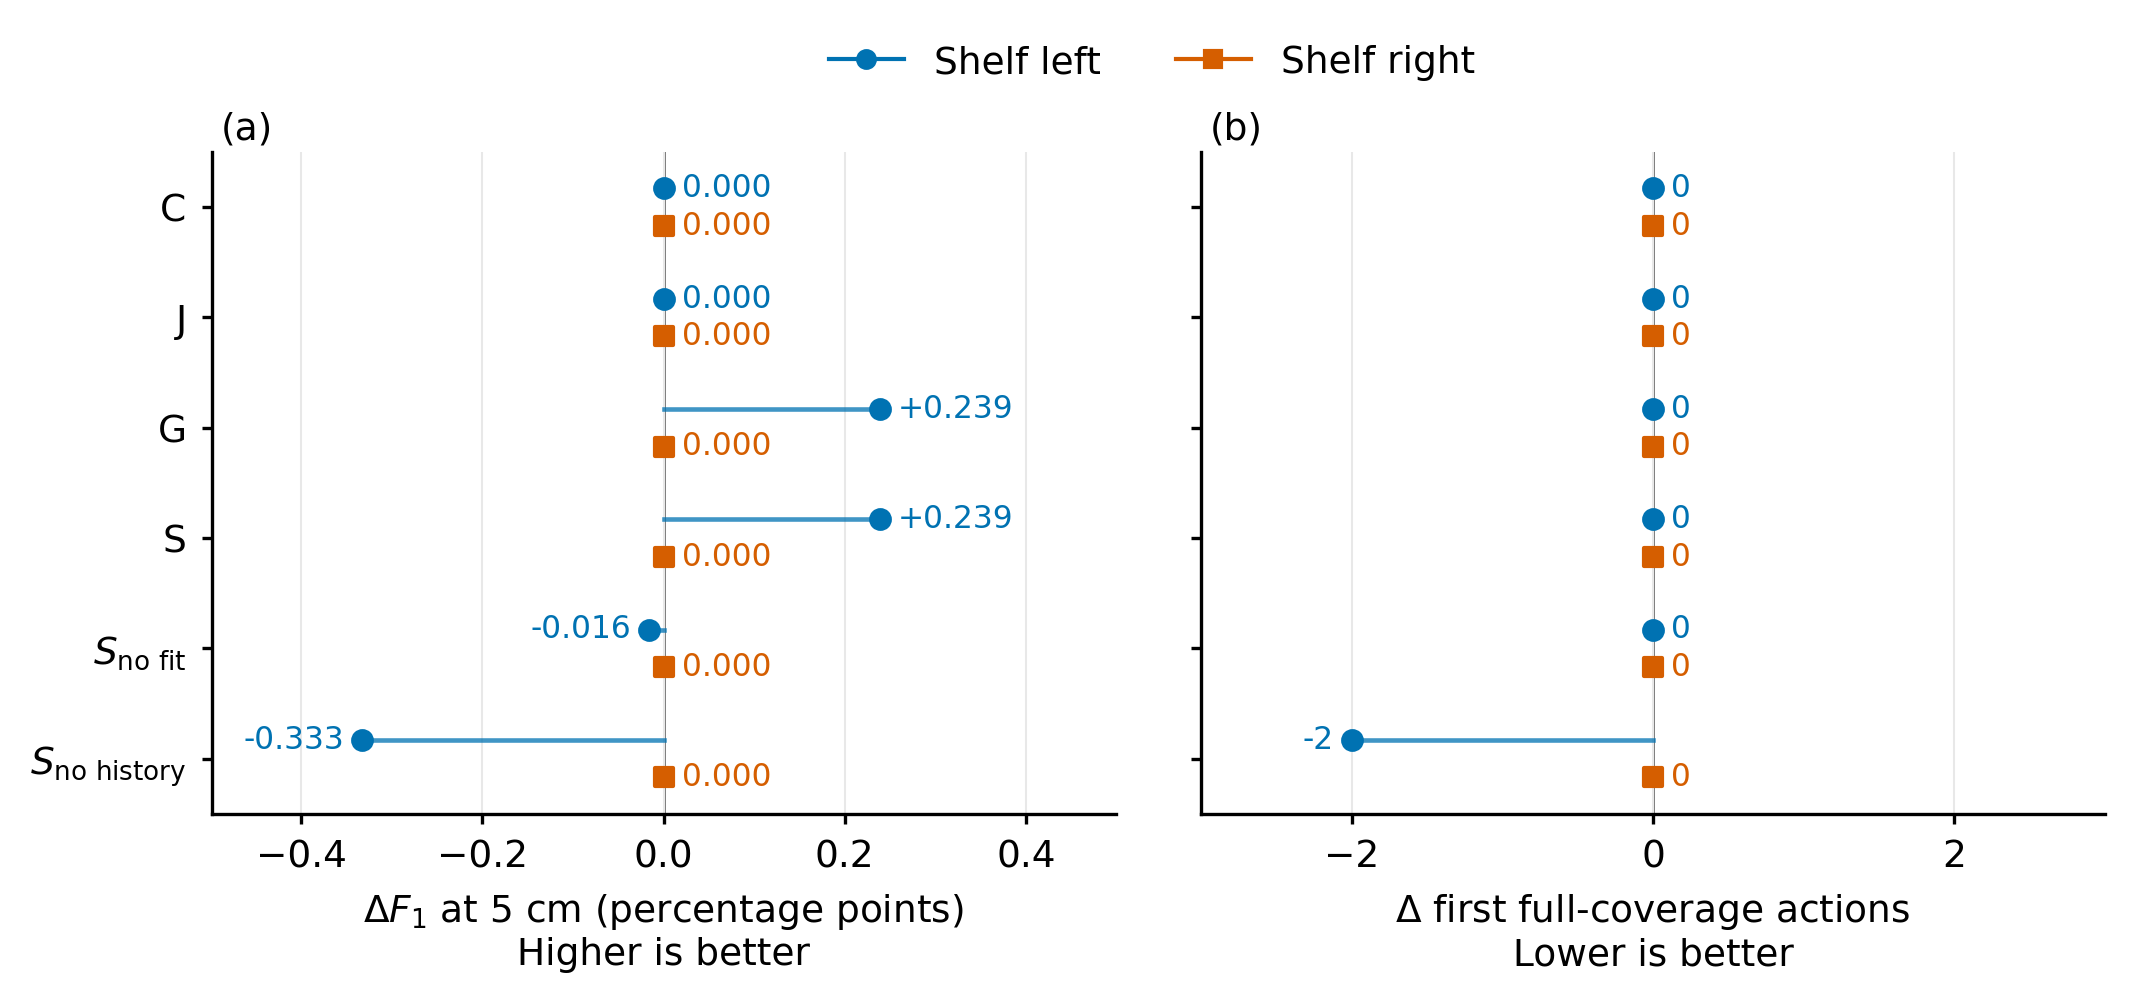 Shelf left
Shelf right
(a)
C
0.000
0.000
J
0.000
0.000
G
+0.239
0.000
S
+0.239
0.000
Sno fit
-0.016
0.000
Sno history
-0.333
0.000
−0.4
−0.2
0.0
0.2
0.4
ΔF1 at 5 cm (percentage points)
Higher is better
(b)
0
0
0
0
0
0
0
0
0
0
-2
0
−2
0
2
Δ first full-coverage actions
Lower is better